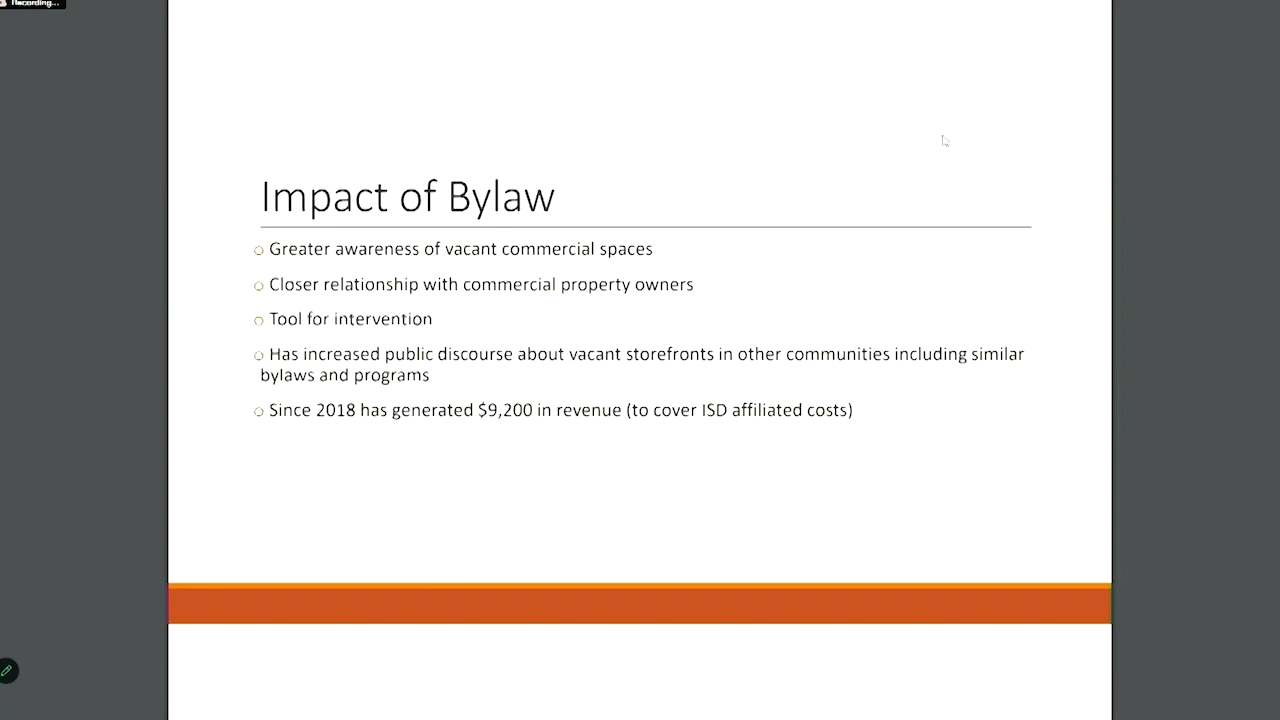 Recording...
Impact of Bylaw
Greater awareness of vacant commercial spaces
Closer relationship with commercial property owners
Tool for intervention
Has increased public discourse about vacant storefronts in other communities including similar
bylaws and programs
Since 2018 has generated $9,200 in revenue (to cover ISD affiliated costs)